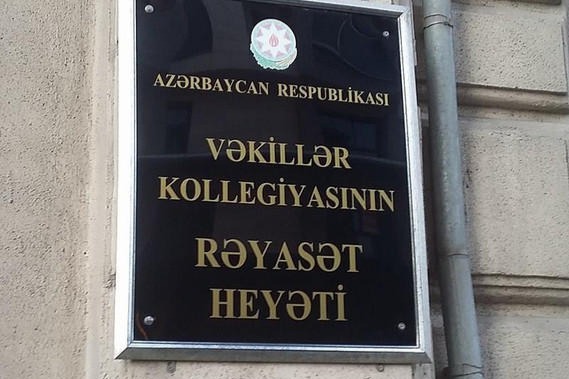 AZƏRBAYCAN RESPUBLİKASI
VƏKİLLƏR
KOLLEGİYASININ
RƏYASƏT
HEYƏTİ